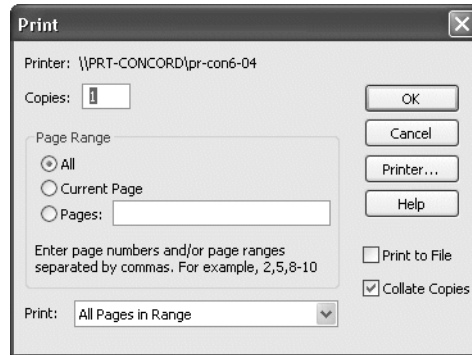 Print
Printer: \\PRT-CONCORD\pr-con6-04
Copies: 1
OK
Cancel
Printer...
Help
Page Range
All
Current Page
Pages:
Enter page numbers and/or page ranges
separated by commas. For example, 2,5,8-10
Print to File
Collate Copies
Print: All Pages in Range